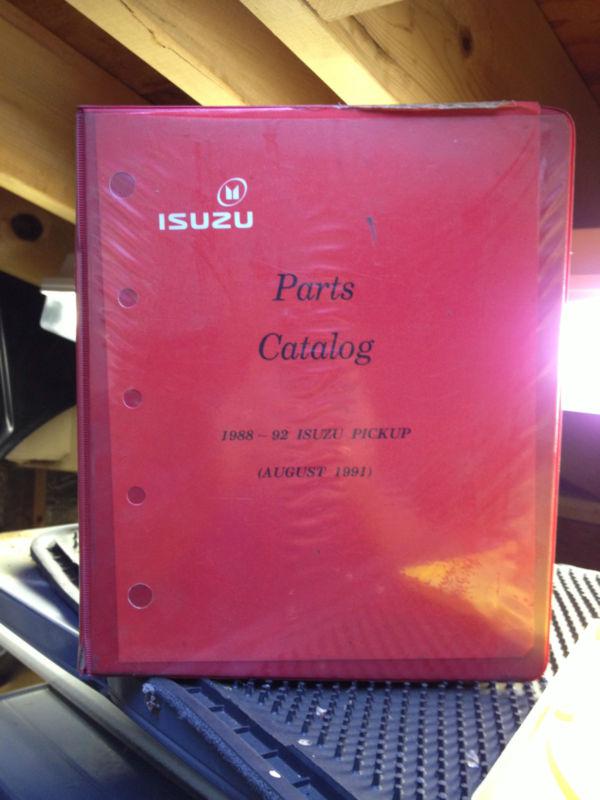 ISUZU
Parts
Catalog
1988 – 92 ISUZU PICKUP
(AUGUST 1991)